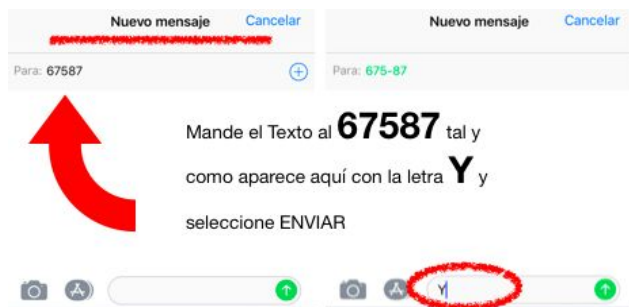 Nuevo mensaje Cancelar
Para: 67587
Nuevo mensaje Cancelar
Para: 675-87
Mande el Texto al 67587 tal y
como aparece aquí con la letra Y y
seleccione ENVIAR
Y